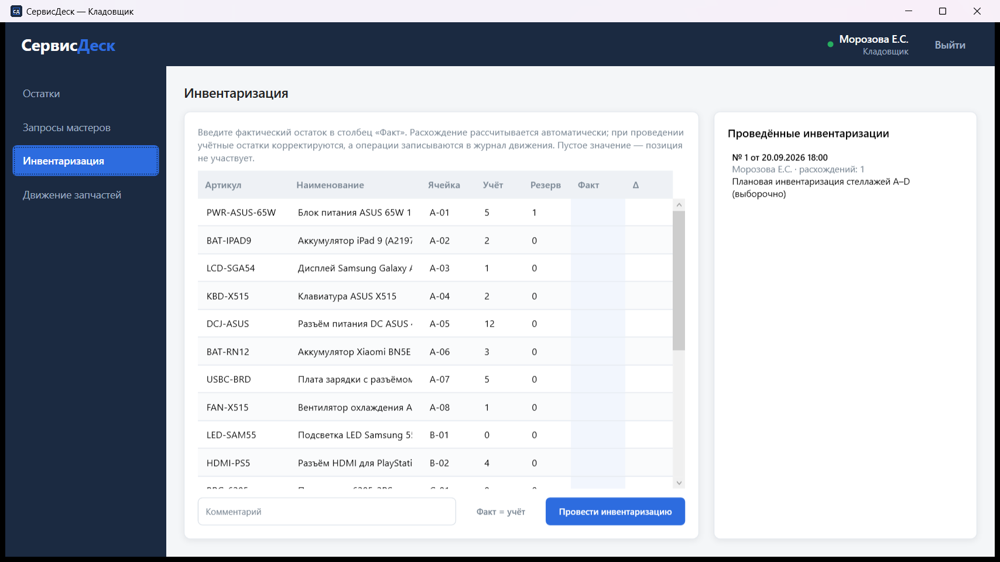 СервисДеск — Кладовщик
СервисДеск
Морозова Е.С.
Кладовщик
Выйти
Остатки
Запросы мастеров
Инвентаризация
Движение запчастей
Инвентаризация
Введите фактический остаток в столбец «Факт». Расхождение рассчитывается автоматически; при проведении
учётные остатки корректируются, а операции записываются в журнал движения. Пустое значение — позиция
не участвует.
Артикул Наименование Ячейка Учёт Резерв Факт Δ
PWR-ASUS-65W Блок питания ASUS 65W 1 A-01 5 1
BAT-IPAD9 Аккумулятор iPad 9 (A2197 A-02 2 0
LCD-SGA54 Дисплей Samsung Galaxy A-03 1 0
KBD-X515 Клавиатура ASUS X515 A-04 2 0
DCJ-ASUS Разъём питания DC ASUS A-05 12 0
BAT-RN12 Аккумулятор Xiaomi BN5E A-06 3 0
USBC-BRD Плата зарядки с разъёмом A-07 5 0
FAN-X515 Вентилятор охлаждения A A-08 1 0
LED-SAM55 Подсветка LED Samsung 55 B-01 0 0
HDMI-PS5 Разъём HDMI для PlayStati B-02 4 0
Комментарий
Факт = учёт
Провести инвентаризацию
Проведённые инвентаризации
№ 1 от 20.09.2026 18:00
Морозова Е.С. · расхождений: 1
Плановая инвентаризация стеллажей A–D
(выборочно)